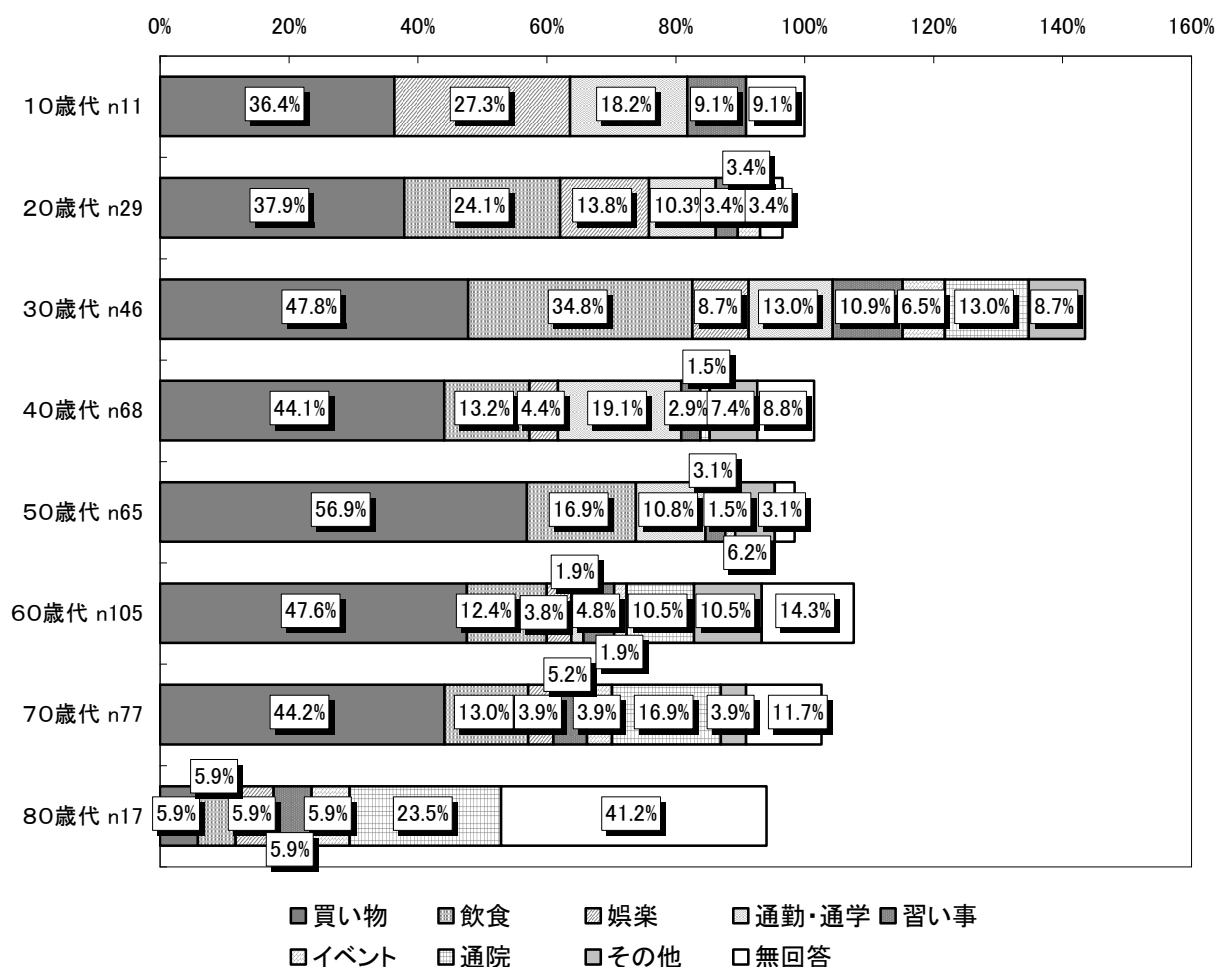 0% 20% 40% 60% 80% 100% 120% 140% 160%
10歳代 n11 36.4% 27.3% 18.2% 9.1% 9.1%
3.4%
20歳代 n29 37.9% 24.1% 13.8% 10.3% 3.4% 3.4%
30歳代 n46 47.8% 34.8% 8.7% 13.0% 10.9% 6.5% 13.0% 8.7%
1.5%
40歳代 n68 44.1% 13.2% 4.4% 19.1% 2.9% 7.4% 8.8%
3.1%
50歳代 n65 56.9% 16.9% 10.8% 1.5% 3.1%
6.2%
1.9%
60歳代 n105 47.6% 12.4% 3.8% 4.8% 10.5% 10.5% 14.3%
1.9%
5.2%
70歳代 n77 44.2% 13.0% 3.9% 3.9% 16.9% 3.9% 11.7%
5.9%
80歳代 n17 5.9% 5.9% 5.9% 23.5% 41.2%
5.9%
買い物 飲食 娯楽 通勤・通学 習い事
イベント 通院 その他 無回答